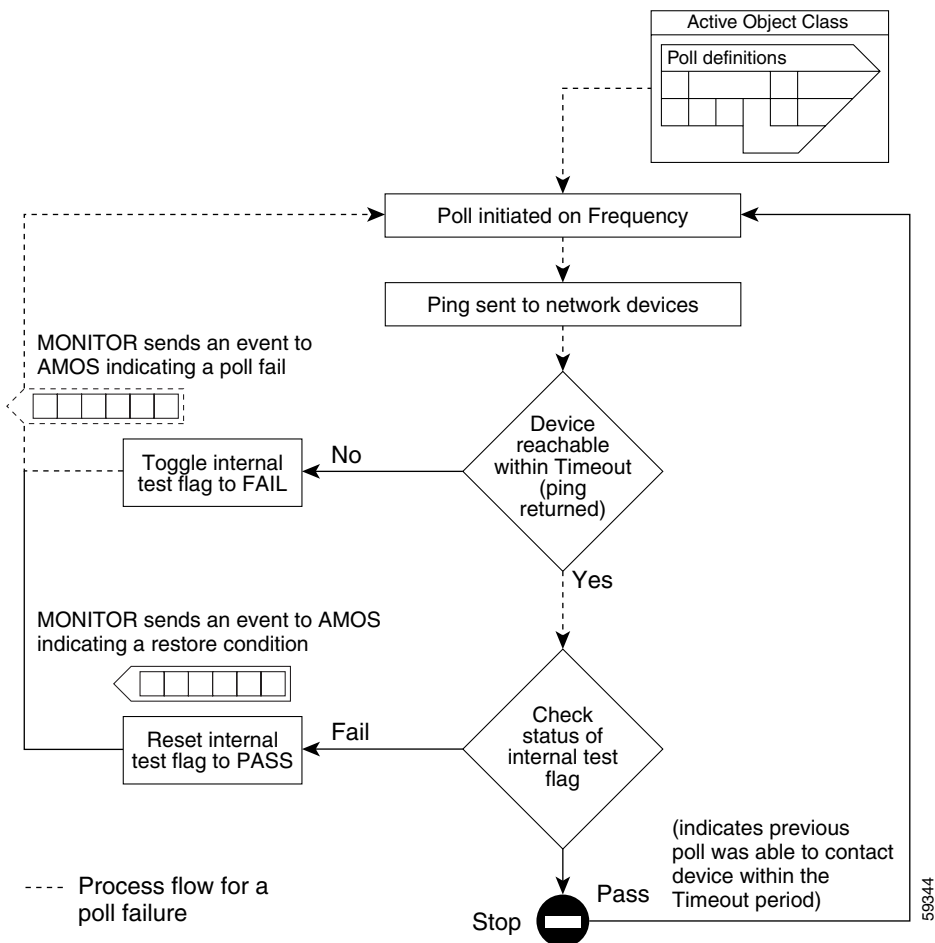 Active Object Class
Poll definitions
Poll initiated on Frequency
Ping sent to network devices
MONITOR sends an event to
AMOS indicating a poll fail
Device
reachable
within Timeout
(ping
returned)
No
Toggle internal
test flag to FAIL
Yes
MONITOR sends an event to AMOS
indicating a restore condition
Check
status of
internal test
flag
Fail
Reset internal
test flag to PASS
(indicates previous
poll was able to contact
device within the
Timeout period)
Pass
Stop
Process flow for a
poll failure
59344